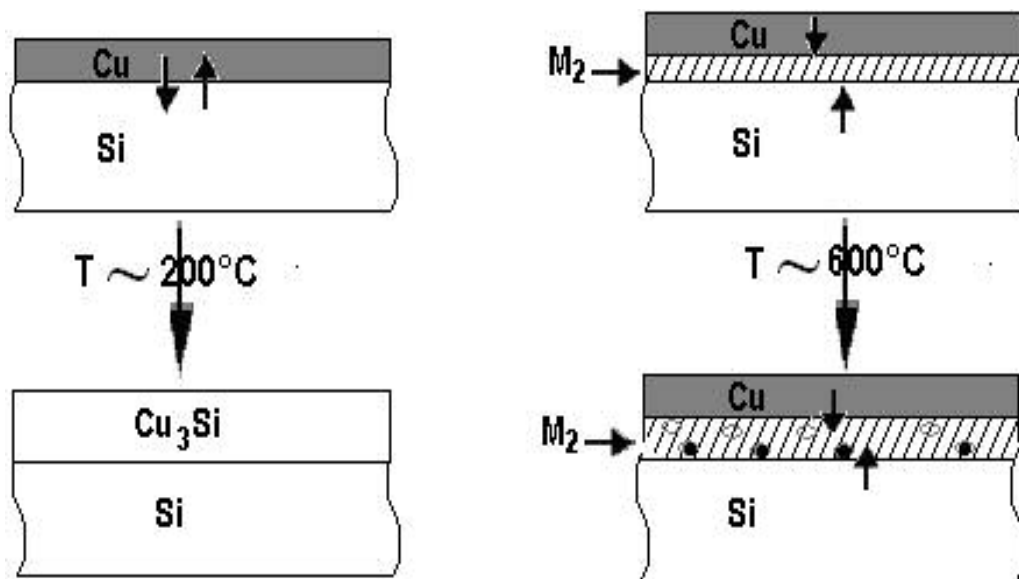 Cu
Si
T ~ 200°C
Cu₃Si
Si
Cu
M₂
Si
T ~ 600°C
Cu
M₂
Si